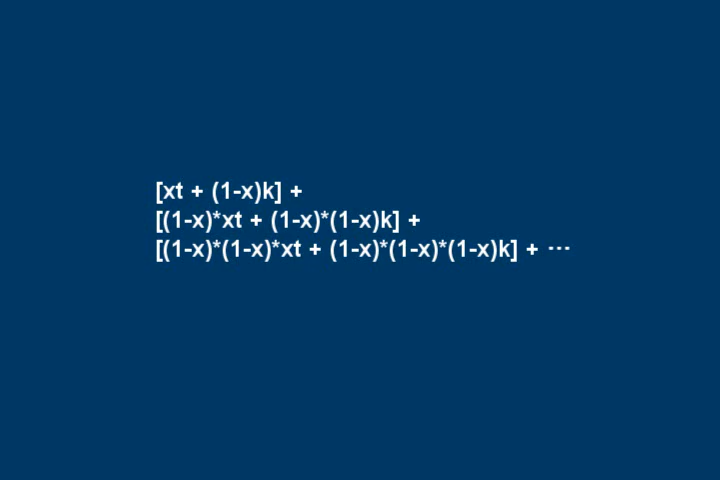 [xt + (1-x)k] +
[(1-x)*xt + (1-x)*(1-x)k] +
[(1-x)*(1-x)*xt + (1-x)*(1-x)*(1-x)k] + ⋯